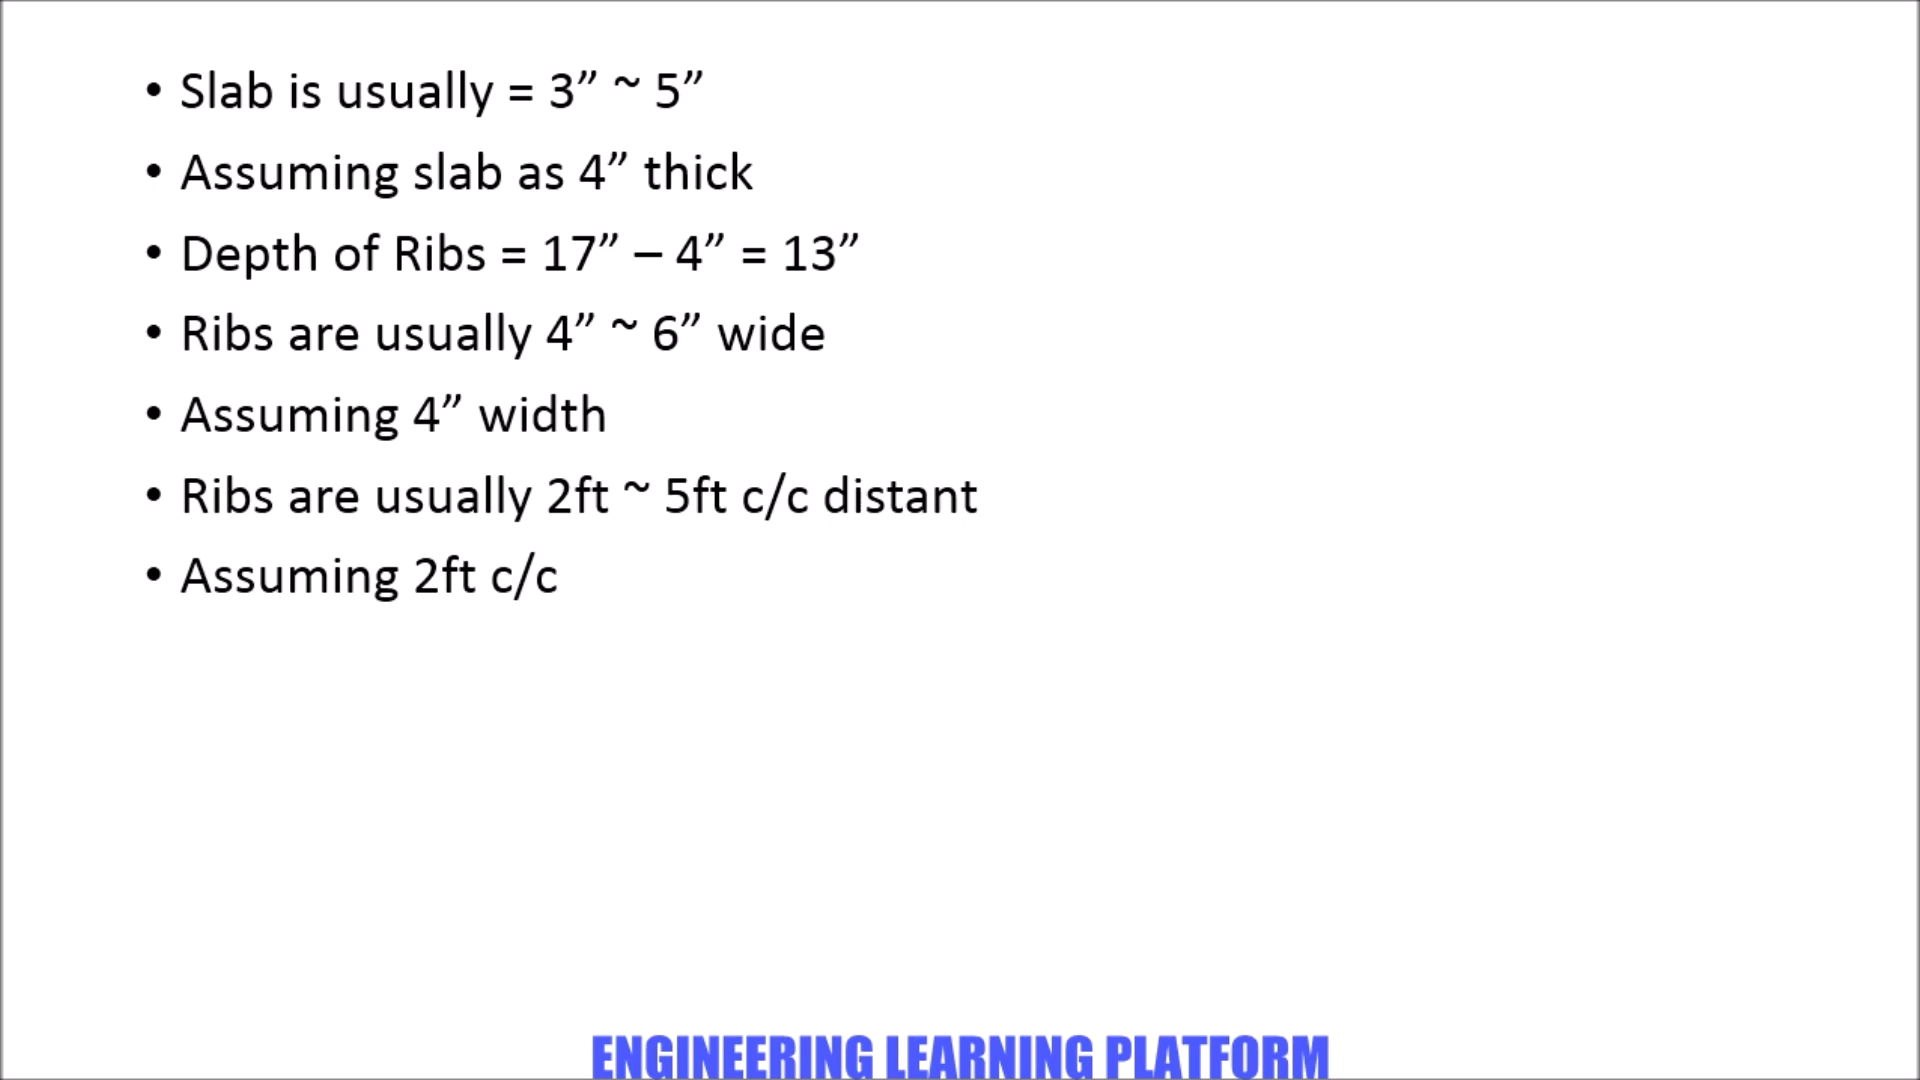 • Slab is usually = 3” ~ 5”
• Assuming slab as 4” thick
• Depth of Ribs = 17” – 4” = 13”
• Ribs are usually 4” ~ 6” wide
• Assuming 4” width
• Ribs are usually 2ft ~ 5ft c/c distant
• Assuming 2ft c/c
ENGINEERING LEARNING PLATFORM